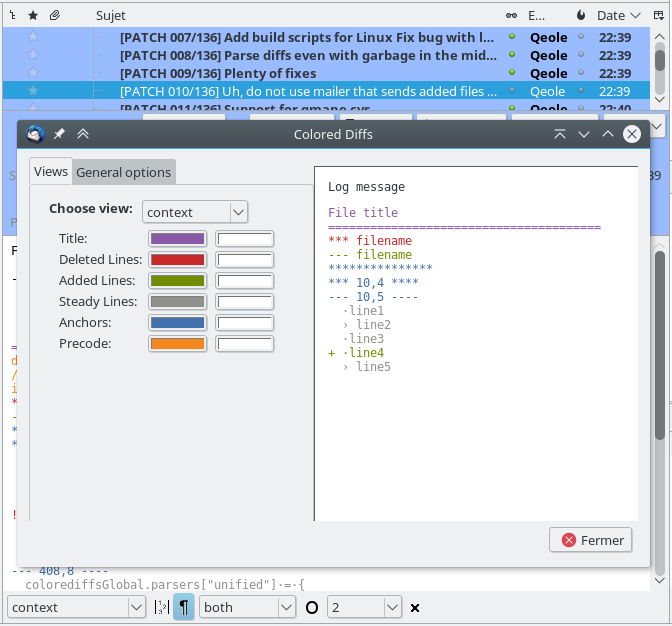 Sujet E... Date
[PATCH 007/136] Add build scripts for Linux Fix bug with l... Qeole 22:39
[PATCH 008/136] Parse diffs even with garbage in the mid... Qeole 22:39
[PATCH 009/136] Plenty of fixes Qeole 22:39
[PATCH 010/136] Uh, do not use mailer that sends added files ... Qeole 22:39
[PATCH 011/136] Support for gmane cvs Qeole 22:40
Colored Diffs
Views General options
Choose view: context
Title:
Deleted Lines:
Added Lines:
Steady Lines:
Anchors:
Precode:
Log message
File title
=======================================
*** filename
--- filename
***************
*** 10,4 ****
--- 10,5 ----
·line1
› line2
·line3
+ ·line4
› line5
Fermer
--- 408,8 ----
colorediffsGlobal.parsers["unified"]·=·{
context ¶ both 2